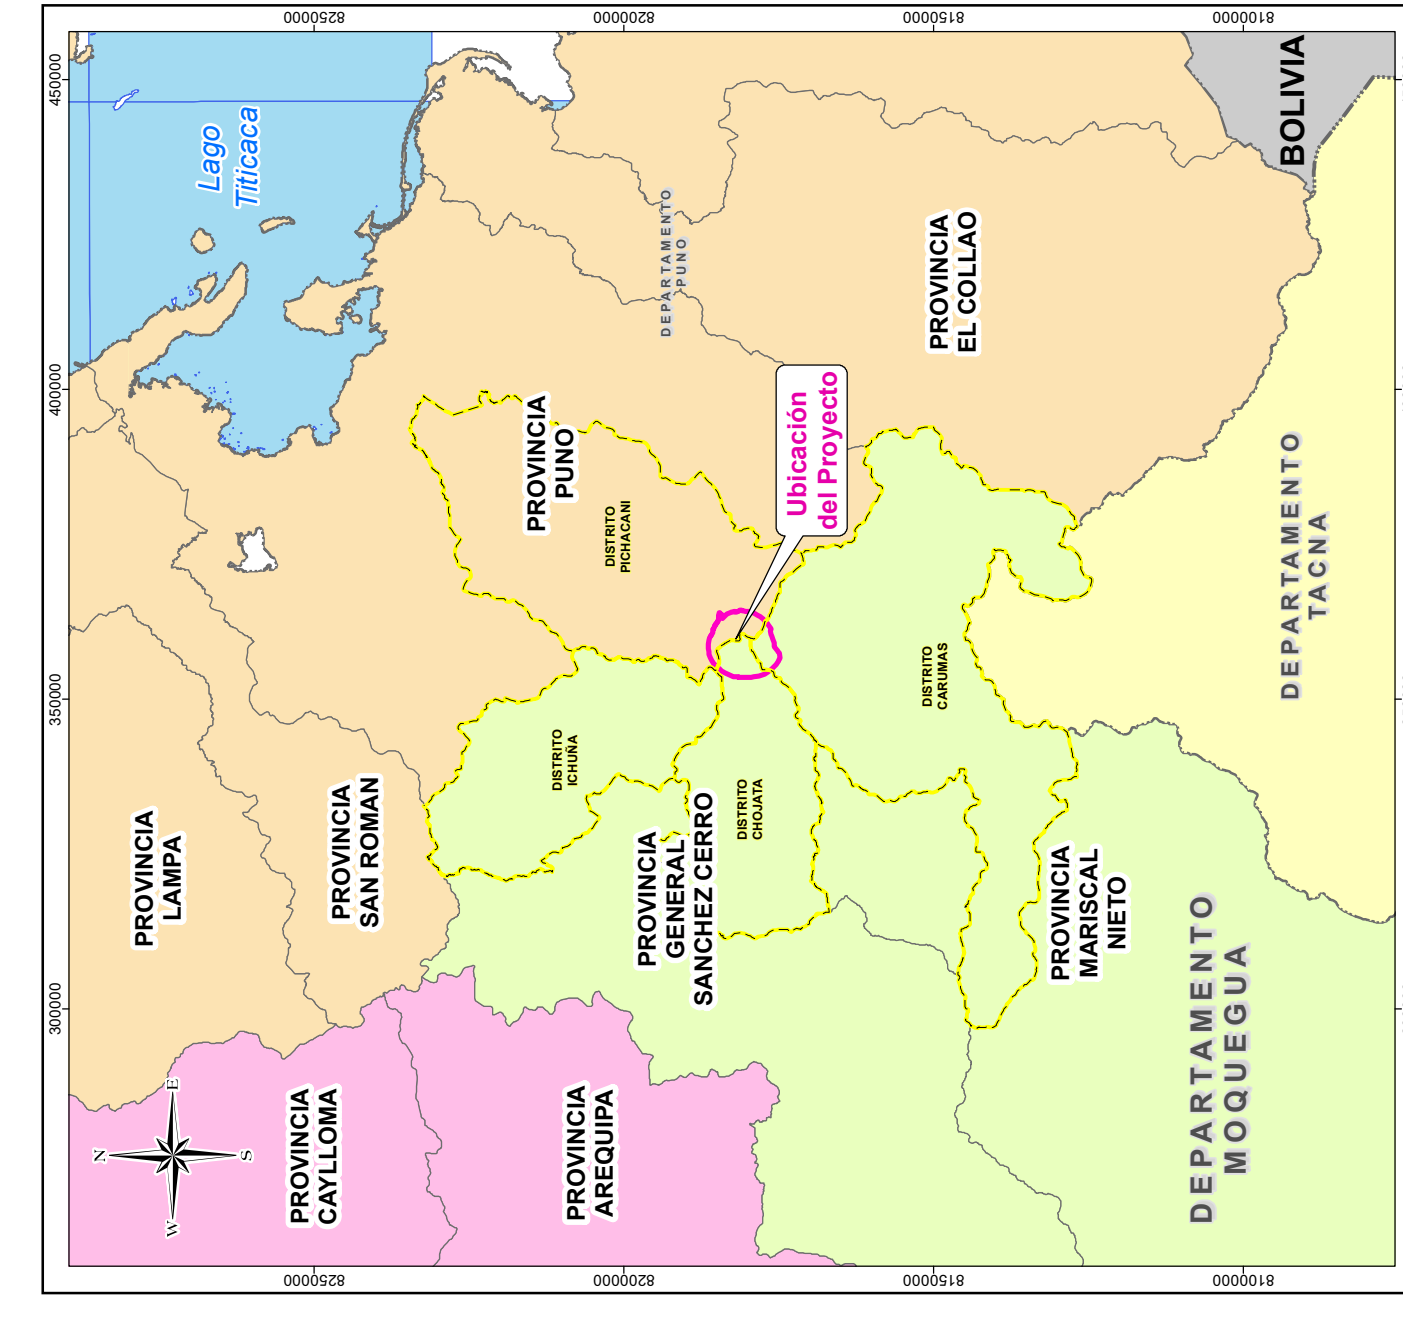 300000
350000
400000
450000
8250000
8250000
8200000
8200000
8150000
8150000
8100000
8100000
N
W
E
S
PROVINCIA
LAMPA
Lago
Titicaca
PROVINCIA
CAYLLOMA
PROVINCIA
SAN ROMAN
PROVINCIA
PUNO
DISTRITO
ICHUÑA
PROVINCIA
AREQUIPA
DISTRITO
PICHACANI
PROVINCIA
GENERAL
SANCHEZ CERRO
DEPARTAMENTO
PUNO
DISTRITO
CHOJATA
Ubicación
del Proyecto
DISTRITO
CARUMAS
PROVINCIA
EL COLLAO
PROVINCIA
MARISCAL
NIETO
DEPARTAMENTO
MOQUEGUA
DEPARTAMENTO
TACNA
BOLIVIA